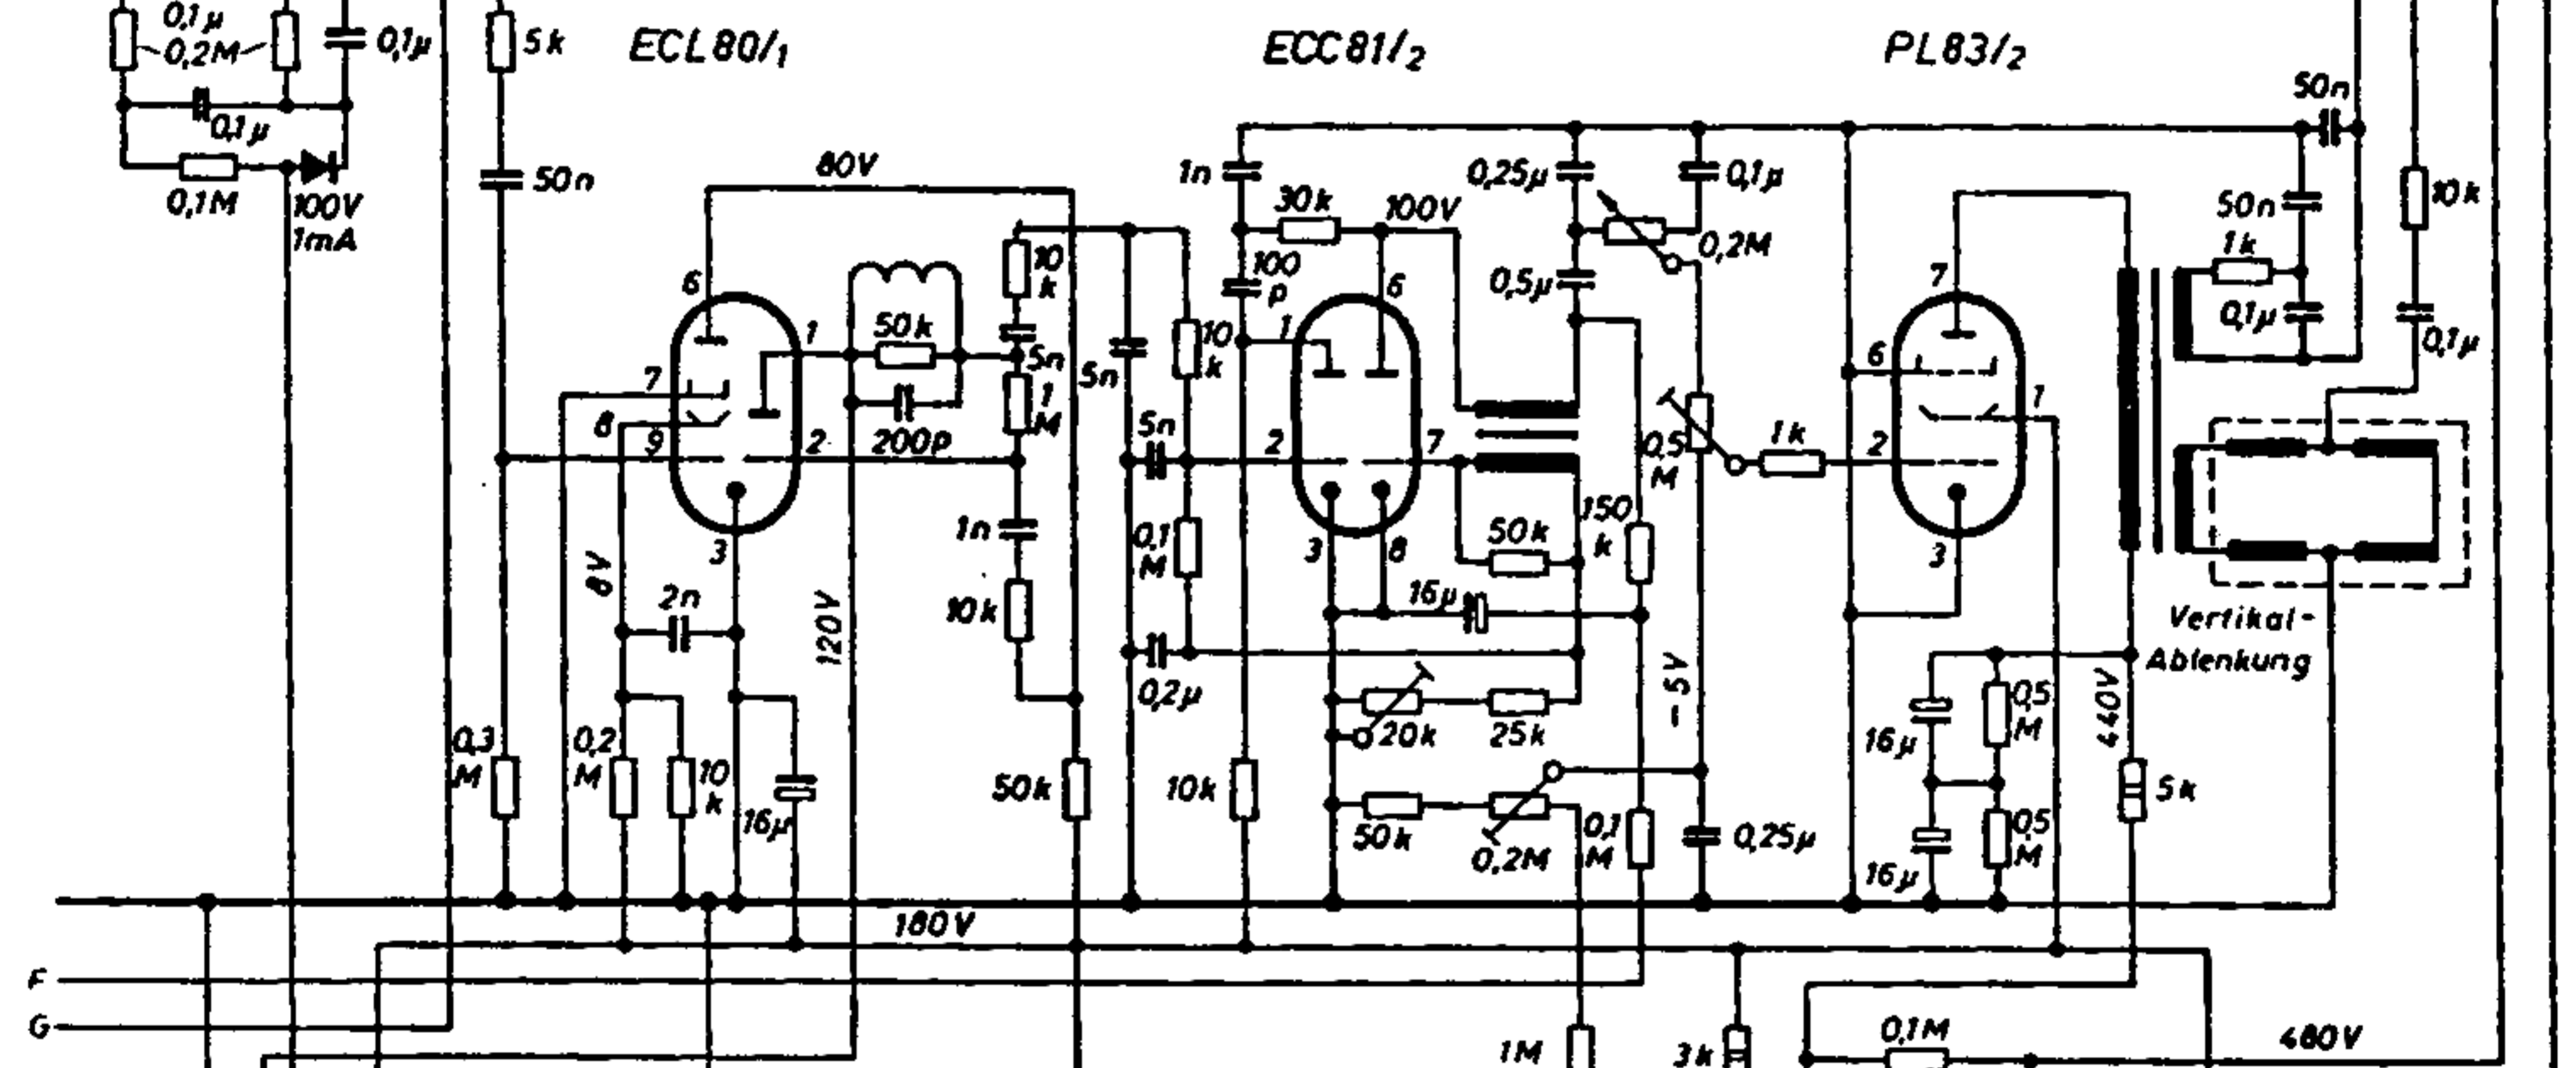 0,1µ
0,2M
0,1µ
5k
ECL80/1
ECC81/2
PL83/2
50n
0,1µ
0,1M
100V
1mA
50n
80V
1n
30k
100V
0,25µ
0,1µ
0,2M
50n
1k
10k
0,1µ
0,1µ
6
1
7
8
9
2
3
50k
200p
10
k
5n
1
M
5n
10
k
100
p
1
6
2
7
3
8
0,5µ
7
6
1
2
3
5n
0,5
M
1k
1n
10k
0,1
M
50k
150
k
16µ
8V
2n
120V
0,2µ
20k
25k
-5V
Vertikal-
Ablenkung
440V
0,3
M
0,2
M
10
k
16µ
50k
10k
50k
0,2M
0,1
M
0,25µ
16µ
0,5
M
16µ
0,5
M
5k
180V
F
G
1M
3k
0,1M
480V